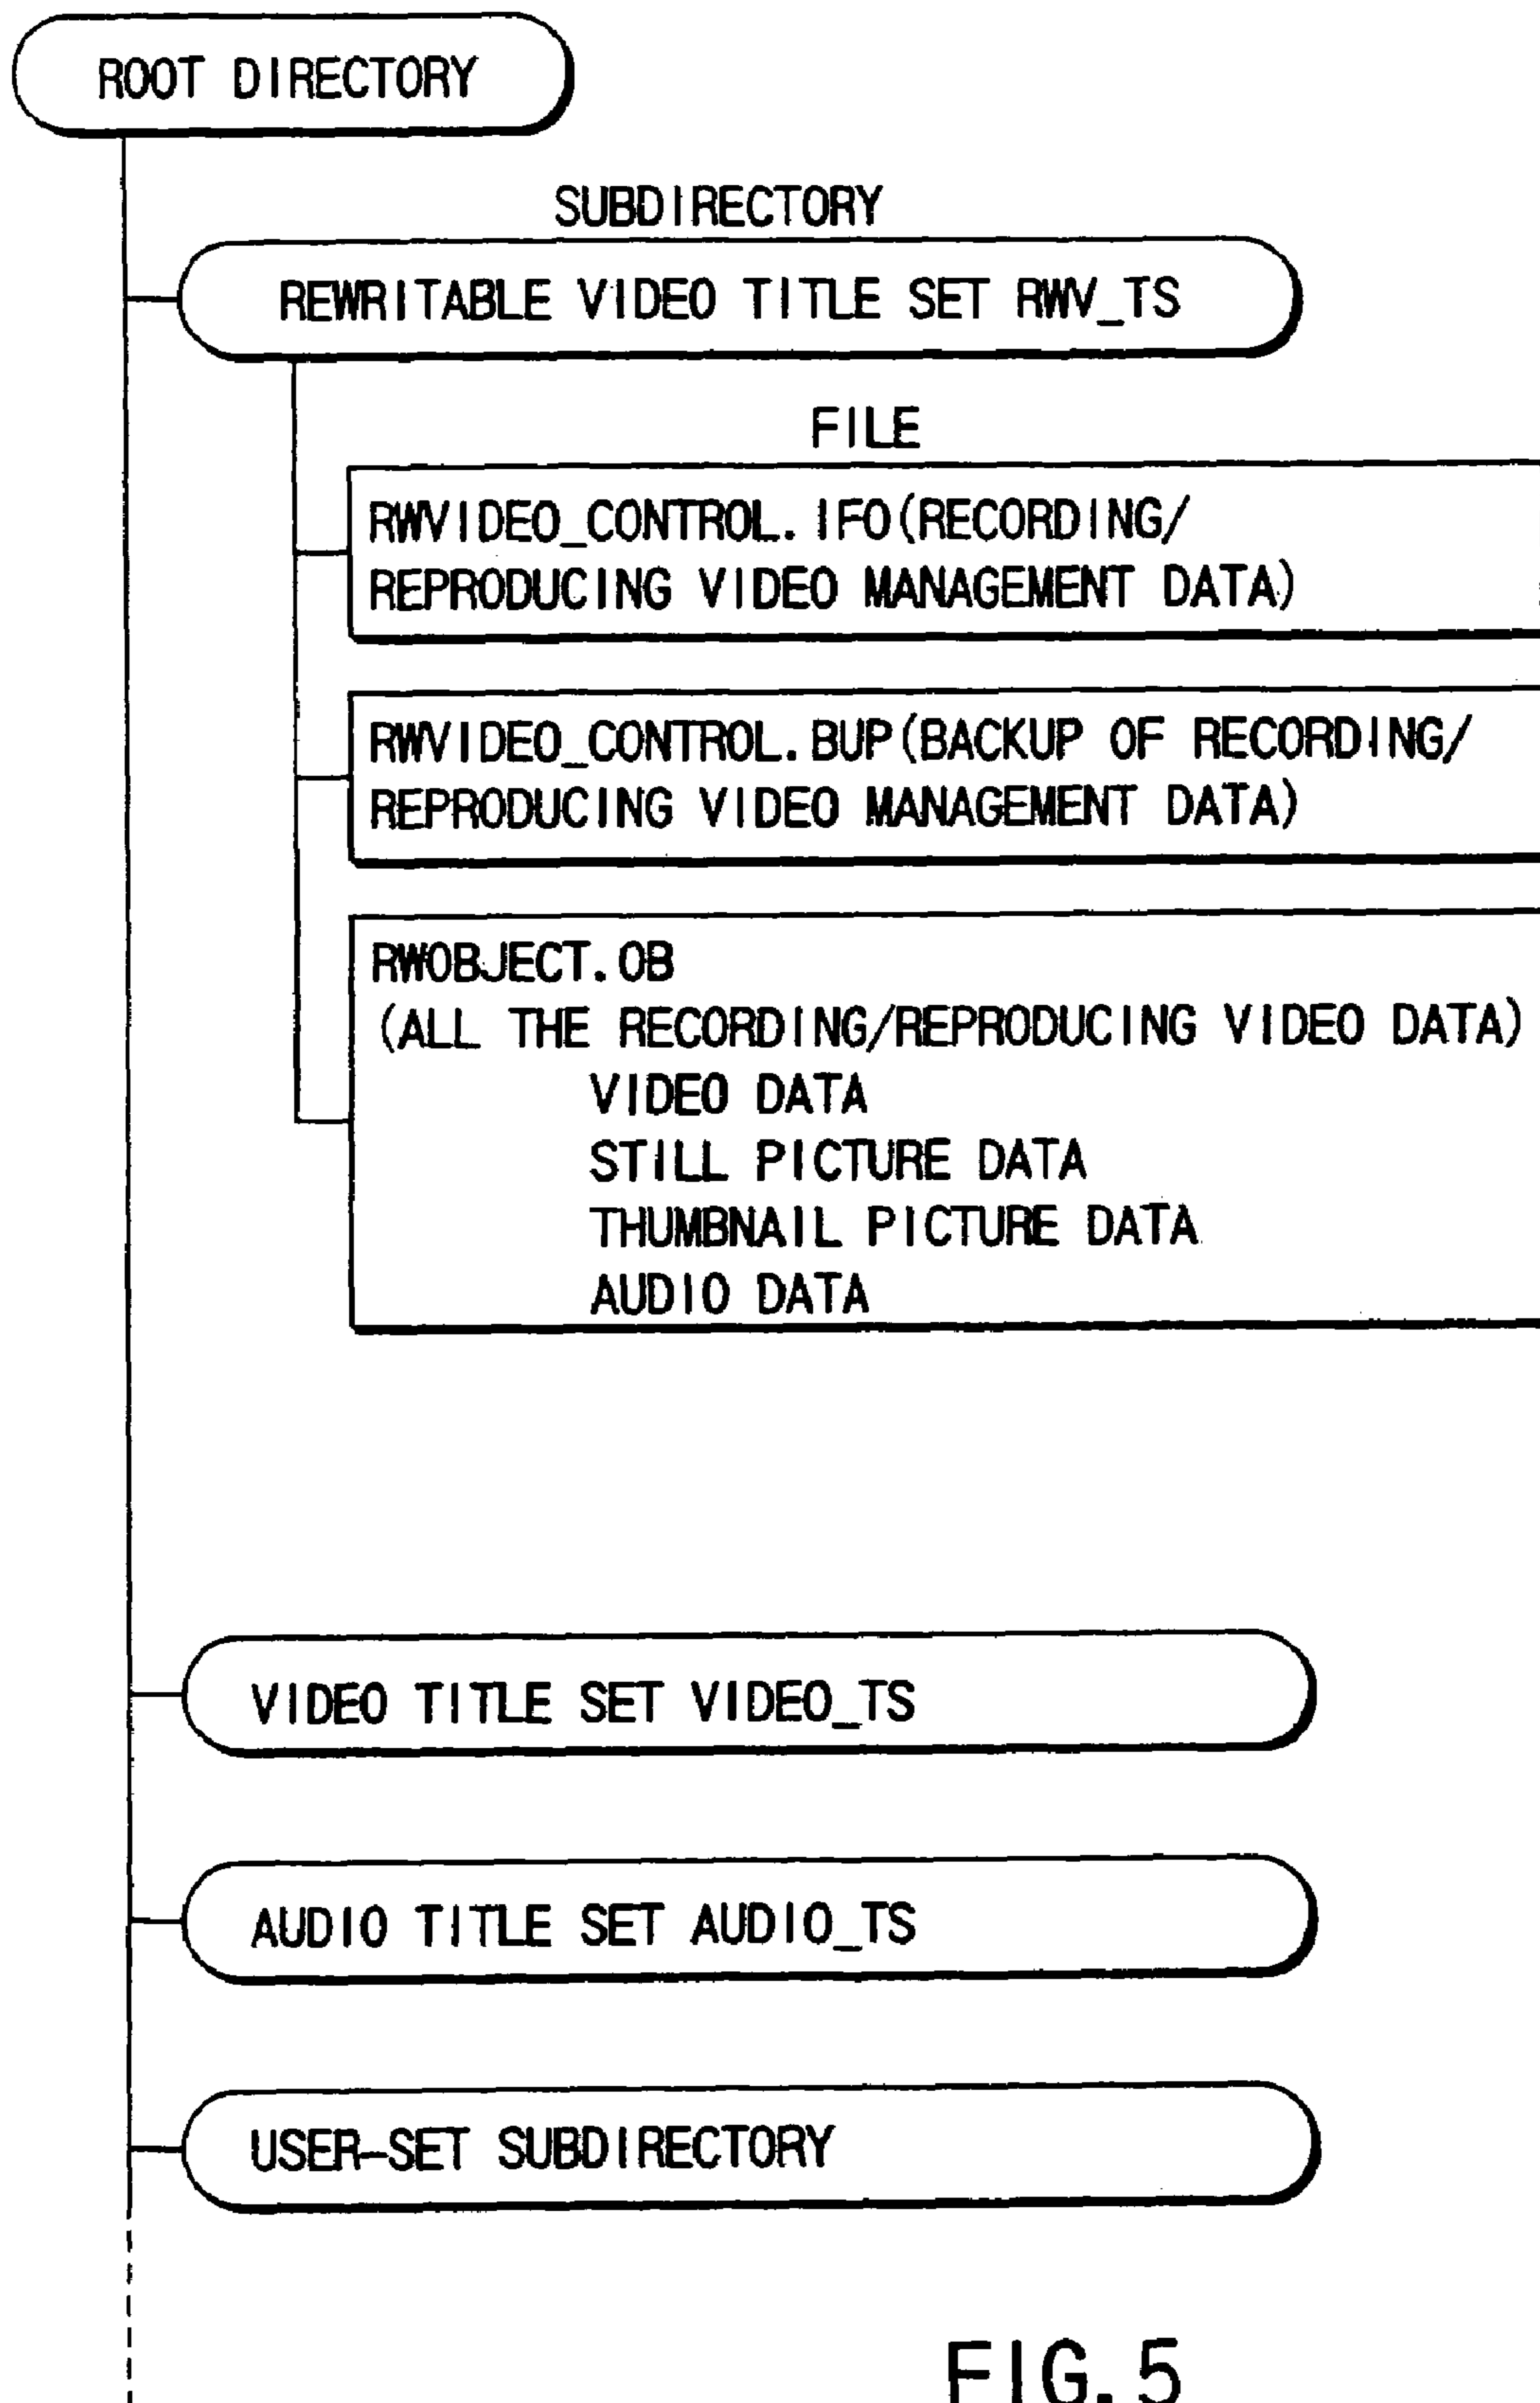 ROOT DIRECTORY
SUBDIRECTORY
REWRITABLE VIDEO TITLE SET RWV_TS
FILE
RWVIDEO_CONTROL.IFO(RECORDING/
REPRODUCING VIDEO MANAGEMENT DATA)
RWVIDEO_CONTROL.BUP(BACKUP OF RECORDING/
REPRODUCING VIDEO MANAGEMENT DATA)
RWOBJECT.OB
(ALL THE RECORDING/REPRODUCING VIDEO DATA)
VIDEO DATA
STILL PICTURE DATA
THUMBNAIL PICTURE DATA
AUDIO DATA
VIDEO TITLE SET VIDEO_TS
AUDIO TITLE SET AUDIO_TS
USER-SET SUBDIRECTORY
FIG.5